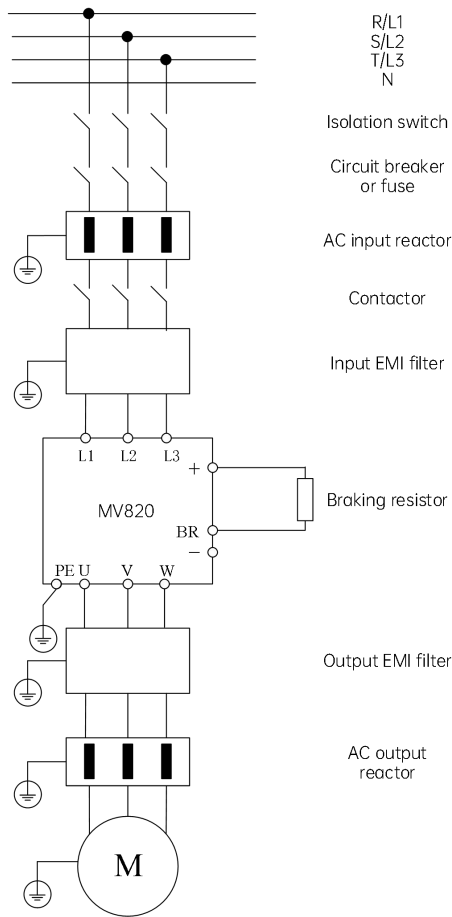 R/L1
S/L2
T/L3
N
Isolation switch
Circuit breaker
or fuse
AC input reactor
Contactor
Input EMI filter
L1 L2 L3
+
MV820
Braking resistor
BR
−
PE U V W
Output EMI filter
AC output
reactor
M